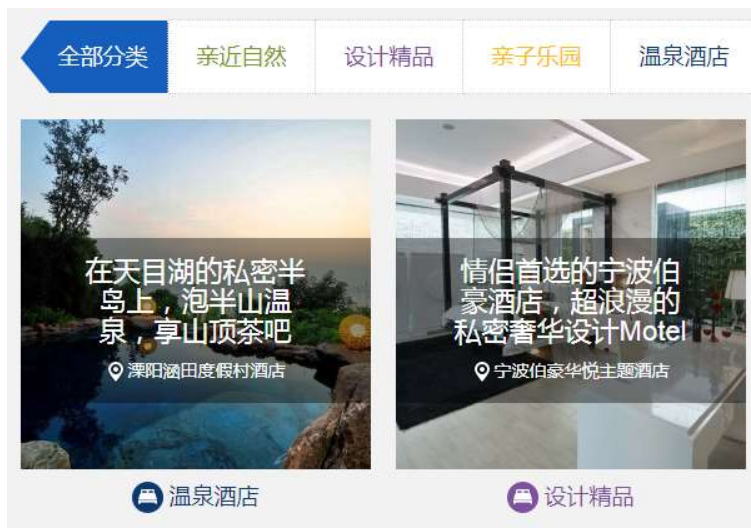 全部分类 亲近自然 设计精品 亲子乐园 温泉酒店
在天目湖的私密半
岛上，泡半山温
泉，享山顶茶吧
溧阳涵田度假村酒店
温泉酒店
情侣首选的宁波伯
豪酒店，超浪漫的
私密奢华设计Motel
宁波伯豪华悦主题酒店
设计精品